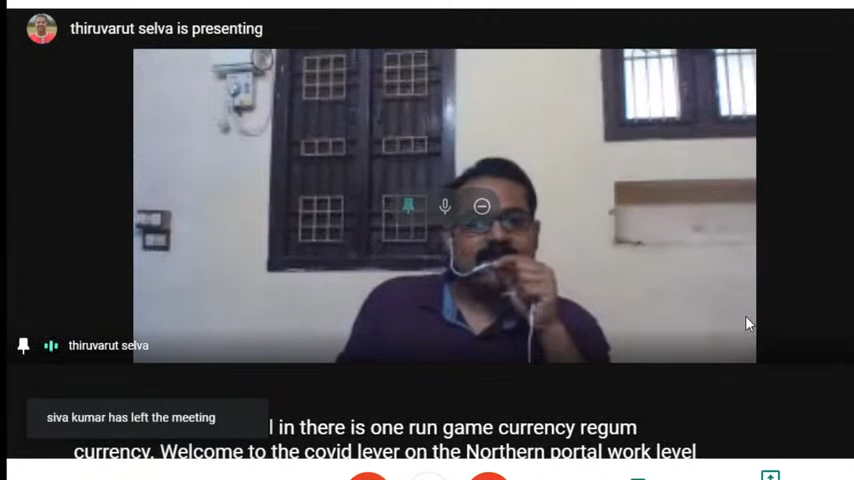 thiruvarut selva is presenting
thiruvarut selva
siva kumar has left the meeting
in there is one run game currency regum
currency. Welcome to the covid lever on the Northern portal work level